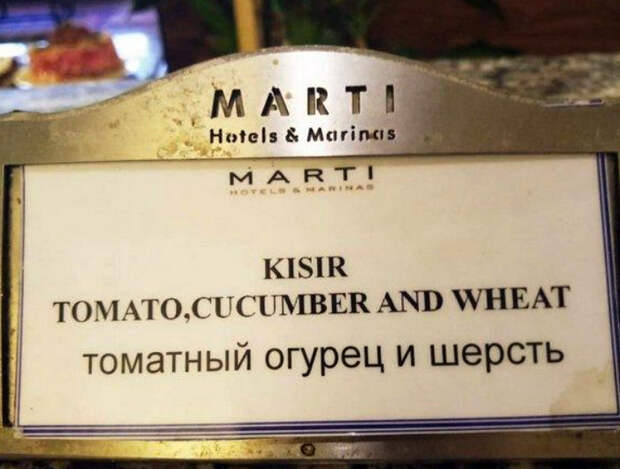 MARTI
Hotels & Marinas
MARTI
HOTELS & MARINAS
KISIR
TOMATO,CUCUMBER AND WHEAT
томатный огурец и шерсть